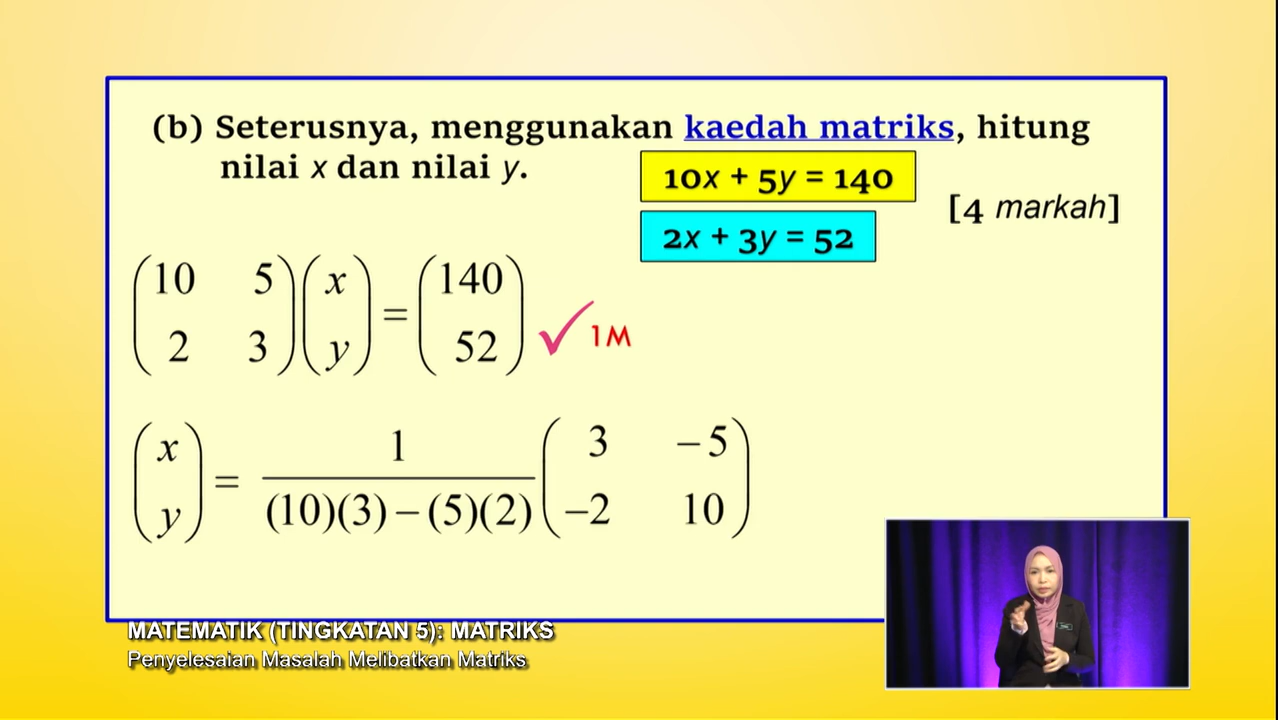 (b) Seterusnya, menggunakan kaedah matriks, hitung
nilai x dan nilai y.
10x + 5y = 140
[4 markah]
2x + 3y = 52
(10 5) (x) = (140)
(2 3) (y) (52)
✓ 1M
(x) = 1 (3 −5)
(y) (10)(3) − (5)(2) (−2 10)
MATEMATIK (TINGKATAN 5): MATRIKS
Penyelesaian Masalah Melibatkan Matriks